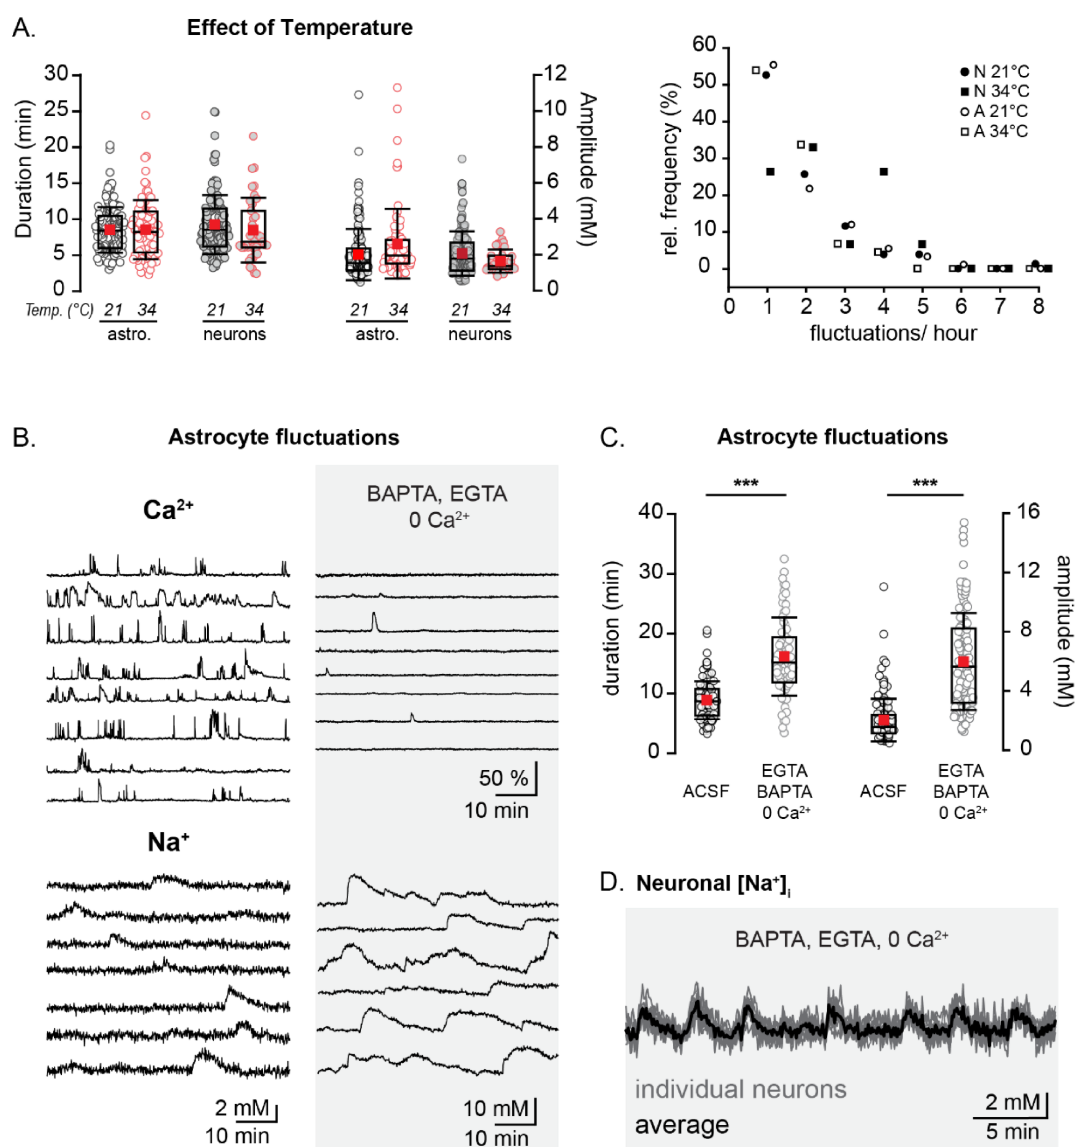 A.
Effect of Temperature
Duration (min)
30
25
20
15
10
5
0
12
10
8
6
4
2
0
Amplitude (mM)
Temp. (°C) 21 34 21 34 21 34 21 34
astro. neurons astro. neurons
rel. frequency (%)
60
50
40
30
20
10
0
N 21°C
N 34°C
A 21°C
A 34°C
0 1 2 3 4 5 6 7 8
fluctuations/ hour
B.
Astrocyte fluctuations
Ca²⁺
BAPTA, EGTA
0 Ca²⁺
50 %
10 min
Na⁺
2 mM
10 min
10 mM
10 min
C.
Astrocyte fluctuations
*** ***
duration (min)
40
30
20
10
0
16
12
8
4
0
amplitude (mM)
ACSF
EGTA
BAPTA
0 Ca²⁺
ACSF
EGTA
BAPTA
0 Ca²⁺
D. Neuronal [Na⁺]ᵢ
BAPTA, EGTA, 0 Ca²⁺
individual neurons
average
2 mM
5 min